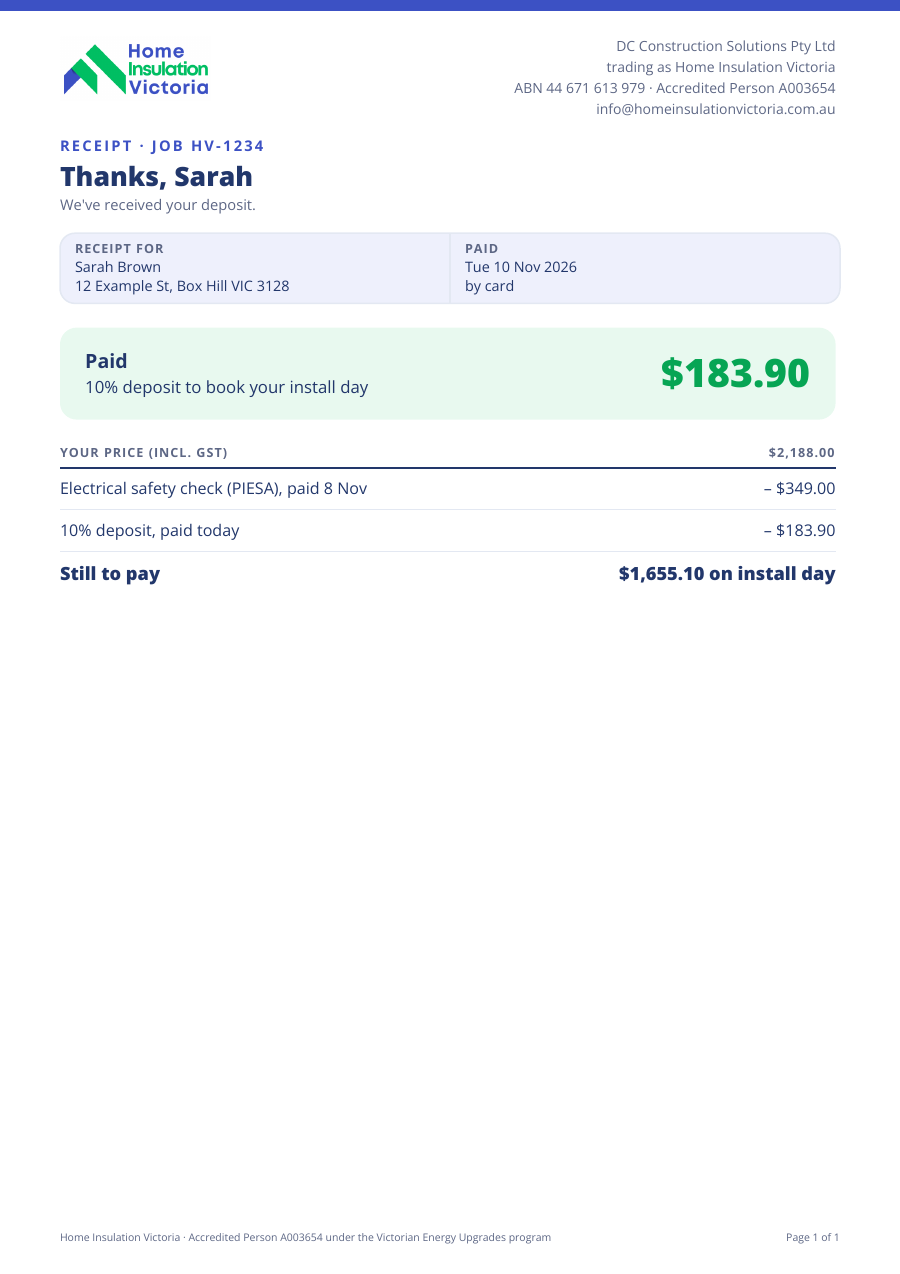 Home
Insulation
Victoria
DC Construction Solutions Pty Ltd
trading as Home Insulation Victoria
ABN 44 671 613 979 · Accredited Person A003654
info@homeinsulationvictoria.com.au
RECEIPT · JOB HV-1234
Thanks, Sarah
We've received your deposit.
RECEIPT FOR
Sarah Brown
12 Example St, Box Hill VIC 3128
PAID
Tue 10 Nov 2026
by card
Paid
10% deposit to book your install day
$183.90
YOUR PRICE (INCL. GST) $2,188.00
Electrical safety check (PIESA), paid 8 Nov – $349.00
10% deposit, paid today – $183.90
Still to pay $1,655.10 on install day
Home Insulation Victoria · Accredited Person A003654 under the Victorian Energy Upgrades program Page 1 of 1